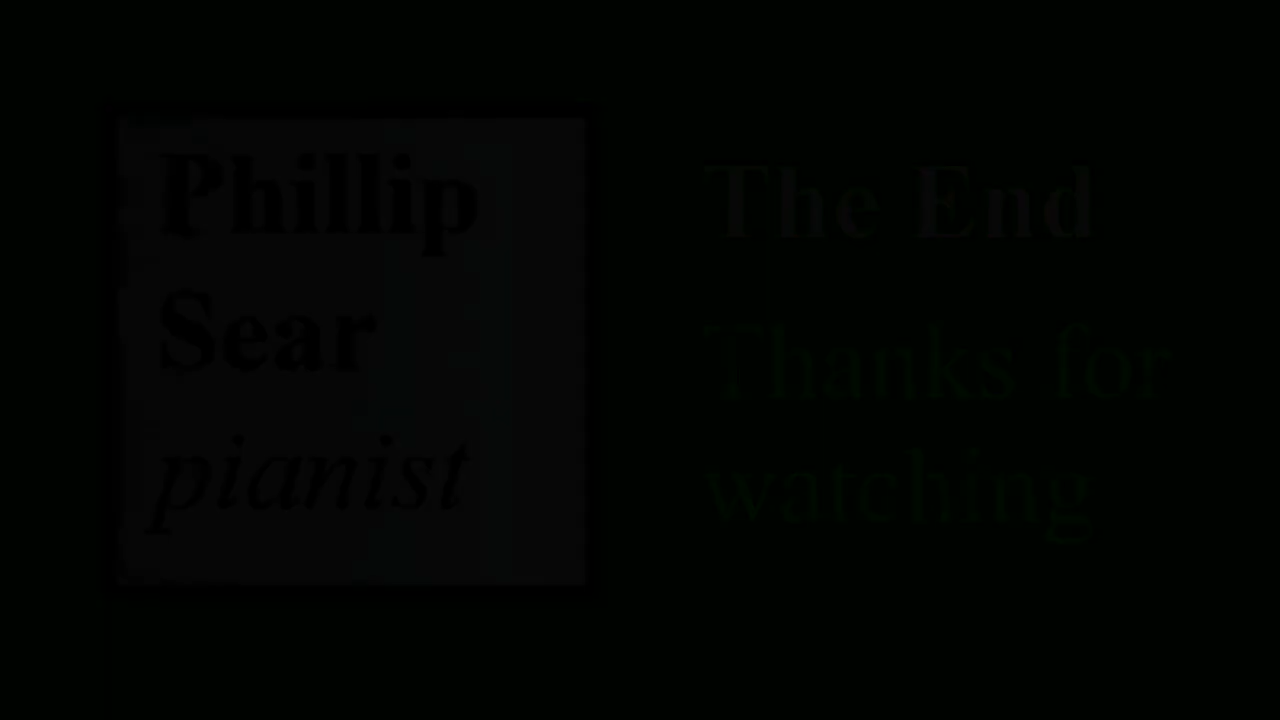 Phillip
Sear
pianist
The End
Thanks for
watching